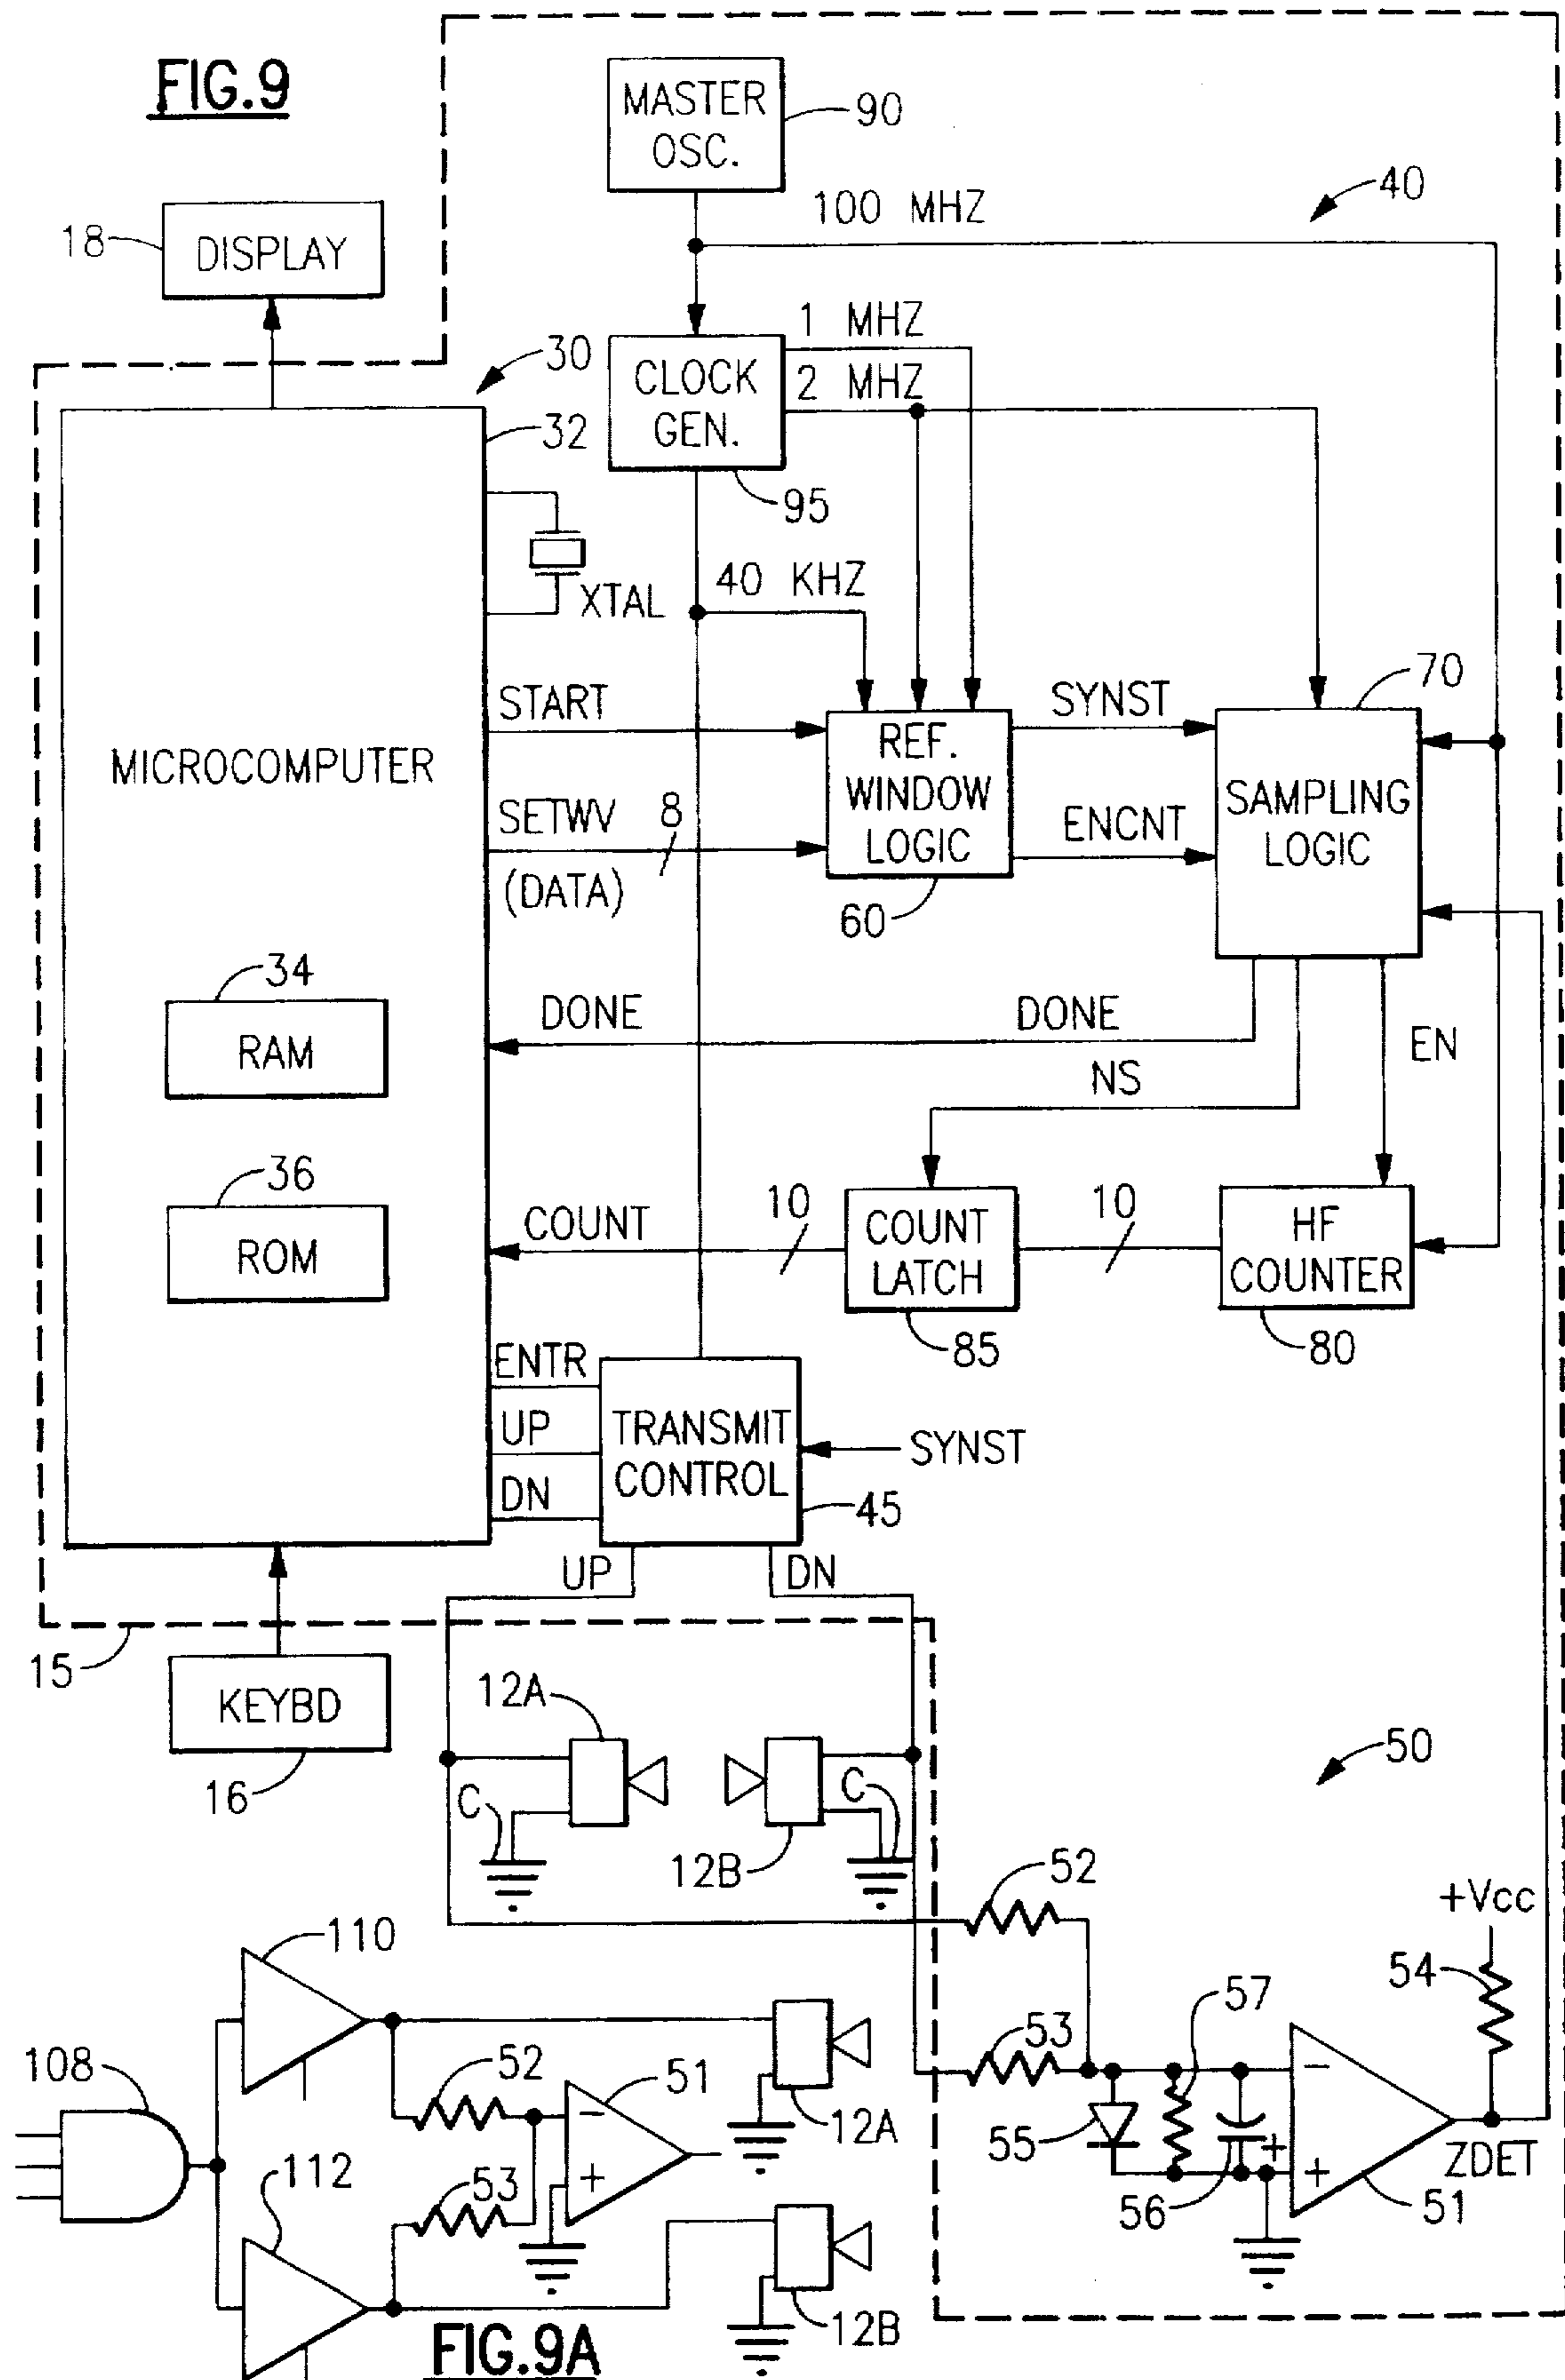 FIG.9
MASTER
OSC.
90
100 MHZ
40
18
DISPLAY
30
32
1 MHZ
2 MHZ
CLOCK
GEN.
95
XTAL
40 KHZ
MICROCOMPUTER
START
SETWV
8
(DATA)
REF.
WINDOW
LOGIC
60
SYNST
ENCNT
70
SAMPLING
LOGIC
34
RAM
DONE
DONE
NS
EN
36
ROM
COUNT
10
COUNT
LATCH
85
10
HF
COUNTER
80
ENTR
UP
DN
TRANSMIT
CONTROL
SYNST
45
UP
DN
15
KEYBD
16
12A
C
12B
C
50
52
+Vcc
54
53
57
55
56
+
−
+
51
ZDET
110
108
112
52
53
51
−
+
12A
12B
FIG.9A